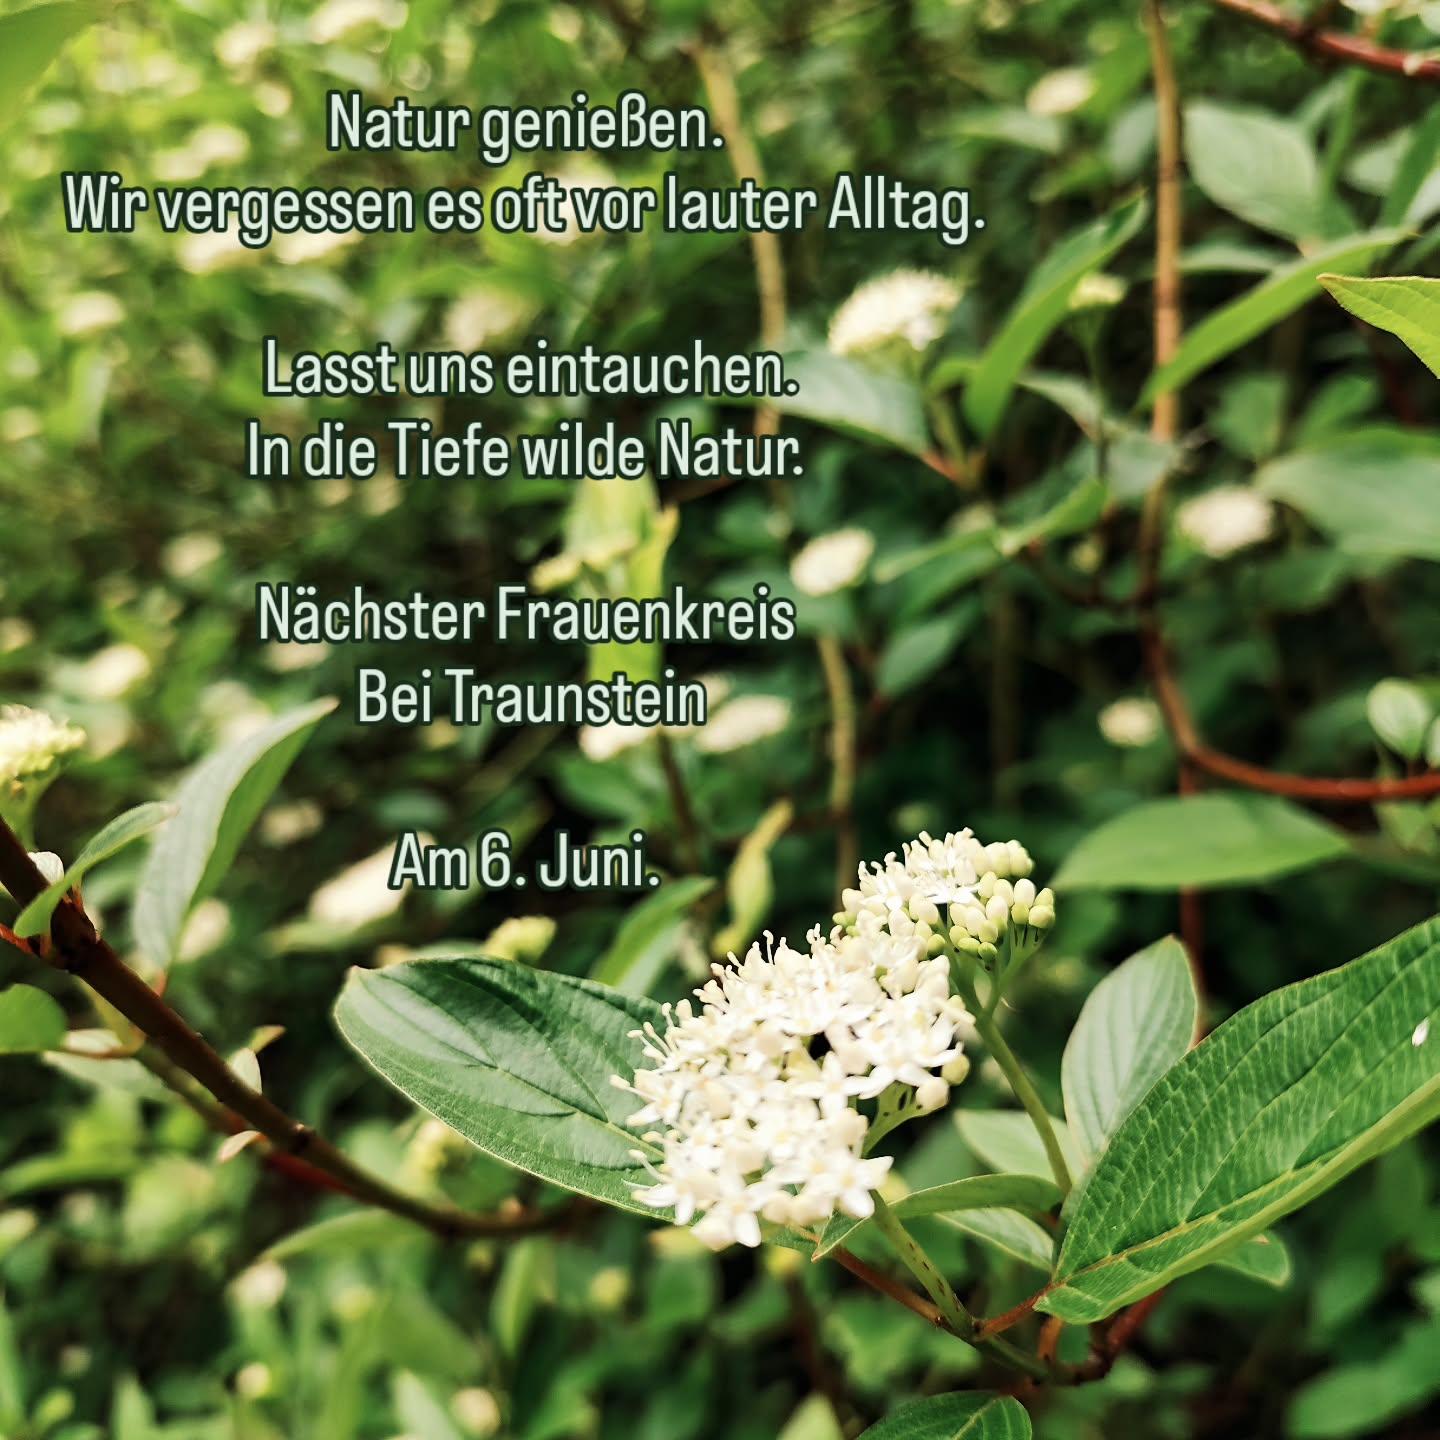 Natur genießen.
Wir vergessen es oft vor lauter Alltag.
Lasst uns eintauchen.
In die Tiefe wilde Natur.
Nächster Frauenkreis
Bei Traunstein
Am 6. Juni.